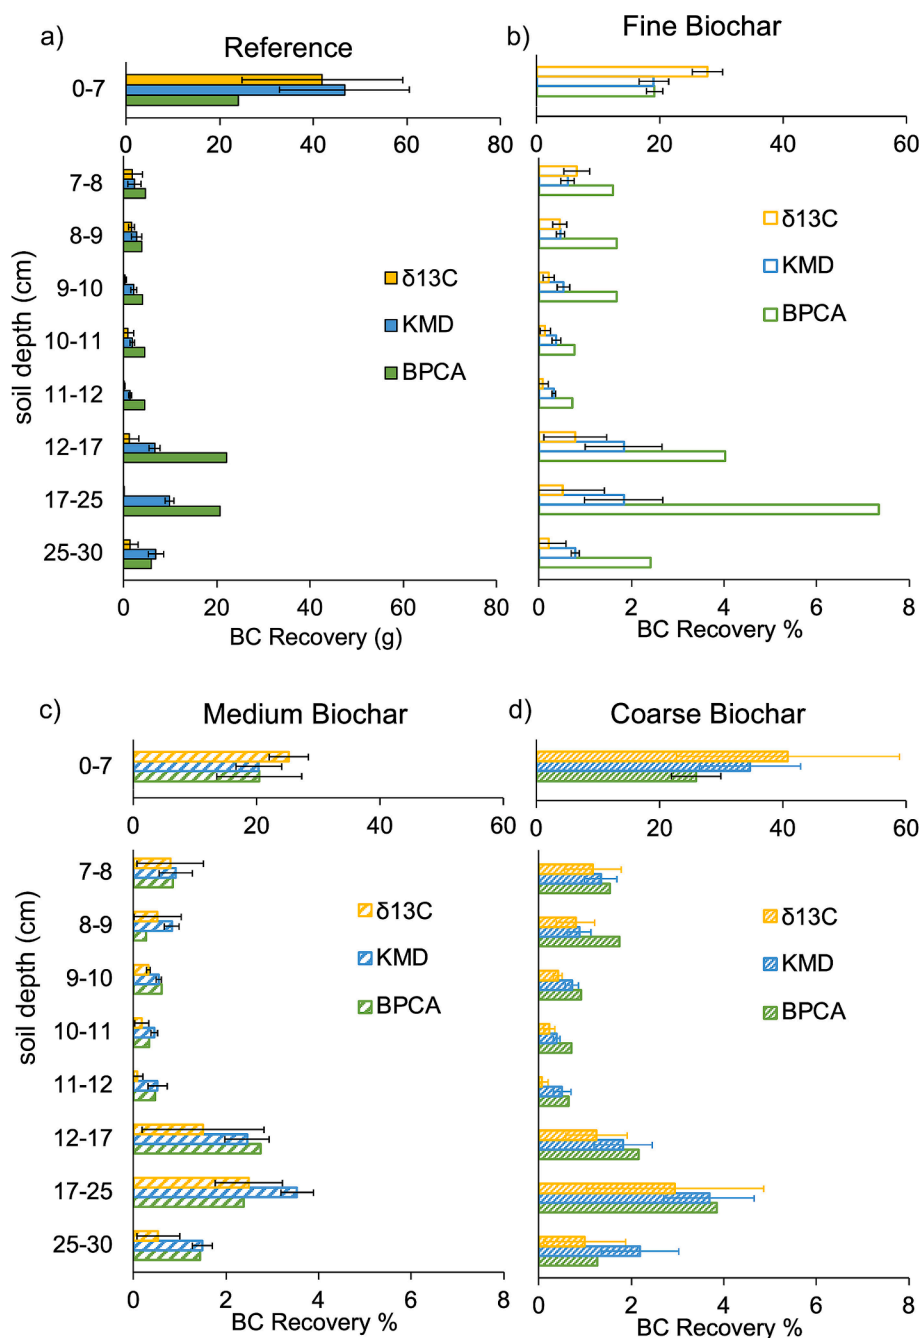 a)
Reference
0-7
0 20 40 60 80
7-8
8-9
9-10
10-11
11-12
12-17
17-25
25-30
soil depth (cm)
δ13C
KMD
BPCA
0 20 40 60 80
BC Recovery (g)
b)
Fine Biochar
0 20 40 60
δ13C
KMD
BPCA
0 2 4 6 8
BC Recovery %
c)
Medium Biochar
0-7
0 20 40 60
7-8
8-9
9-10
10-11
11-12
12-17
17-25
25-30
soil depth (cm)
δ13C
KMD
BPCA
0 2 4 6 8
BC Recovery %
d)
Coarse Biochar
0 20 40 60
δ13C
KMD
BPCA
0 2 4 6 8
BC Recovery %